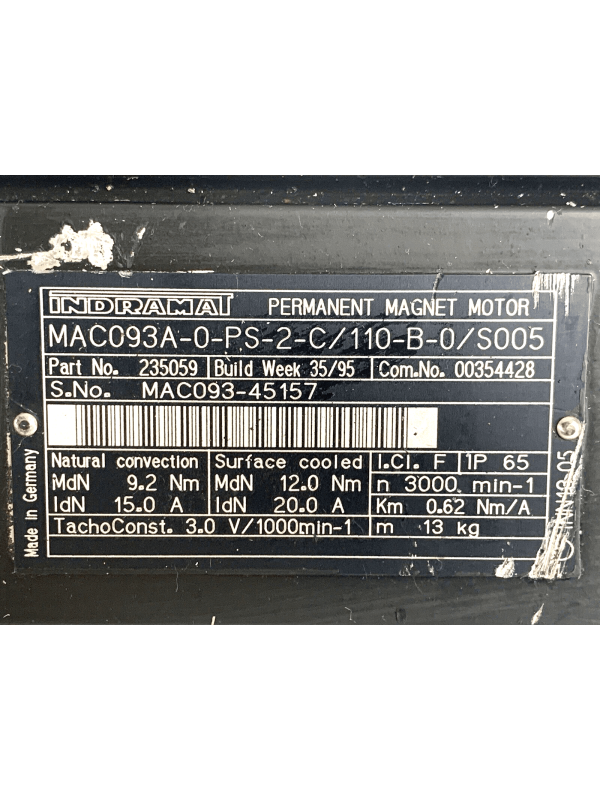 INDRAMAT PERMANENT MAGNET MOTOR
MAC093A-0-PS-2-C/110-B-0/S005
Part No. 235059 Build Week 35/95 Com.No. 00354428
S.No. MAC093-45157
Natural convection Surface cooled I.Cl. F IP 65
MdN 9.2 Nm MdN 12.0 Nm n 3000 min-1
IdN 15.0 A IdN 20.0 A Km 0.62 Nm/A
TachoConst. 3.0 V/1000min-1 m 13 kg
Made in Germany